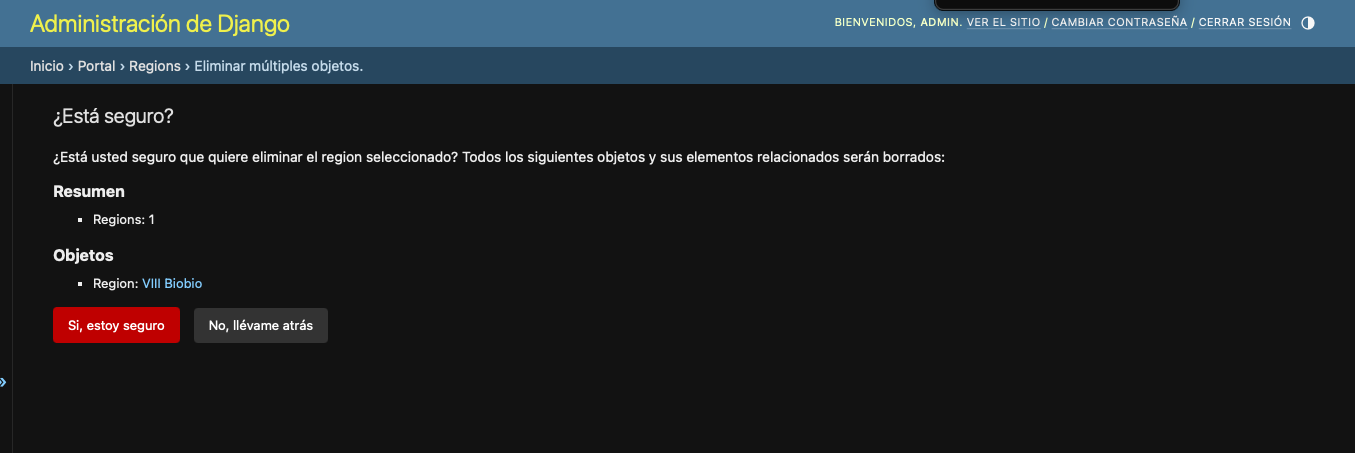 Administración de Django
BIENVENIDOS, ADMIN. VER EL SITIO / CAMBIAR CONTRASEÑA / CERRAR SESIÓN
Inicio › Portal › Regions › Eliminar múltiples objetos.
¿Está seguro?
¿Está usted seguro que quiere eliminar el region seleccionado? Todos los siguientes objetos y sus elementos relacionados serán borrados:
Resumen
Regions: 1
Objetos
Region: VIII Biobio
Si, estoy seguro
No, llévame atrás
»